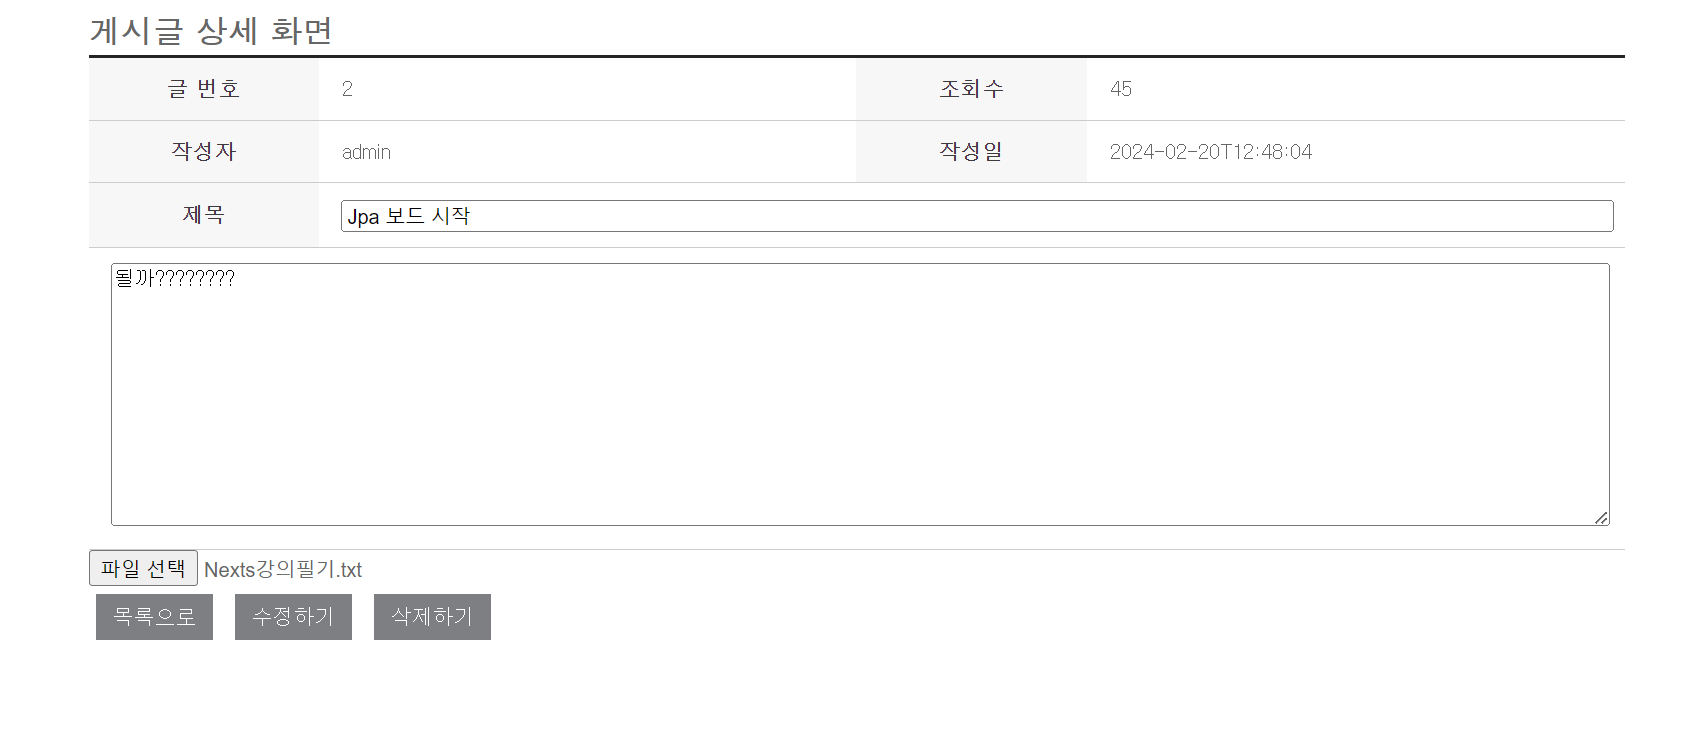 게시글 상세 화면
글 번호 2 조회수 45
작성자 admin 작성일 2024-02-20T12:48:04
제목 Jpa 보드 시작
될까????????
파일 선택 Nexts강의필기.txt
목록으로 수정하기 삭제하기